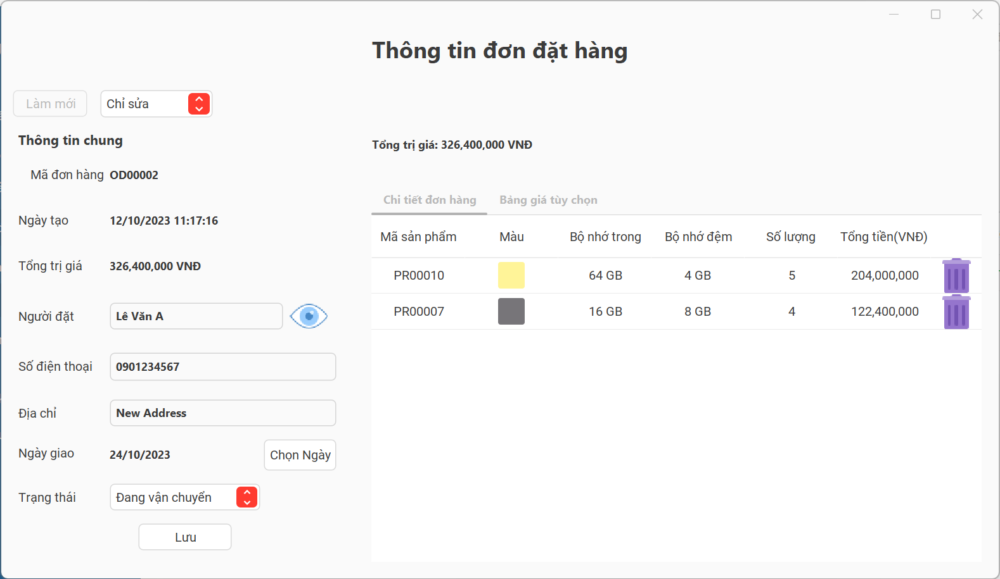 Thông tin đơn đặt hàng
Làm mới
Chỉ sửa
Thông tin chung
Mã đơn hàng OD00002
Ngày tạo 12/10/2023 11:17:16
Tổng trị giá 326,400,000 VNĐ
Người đặt Lê Văn A
Số điện thoại 0901234567
Địa chỉ New Address
Ngày giao 24/10/2023 Chọn Ngày
Trạng thái Đang vận chuyển
Lưu
Tổng trị giá: 326,400,000 VNĐ
Chi tiết đơn hàng Bảng giá tùy chọn
Mã sản phẩm Màu Bộ nhớ trong Bộ nhớ đệm Số lượng Tổng tiền(VNĐ)
PR00010 64 GB 4 GB 5 204,000,000
PR00007 16 GB 8 GB 4 122,400,000